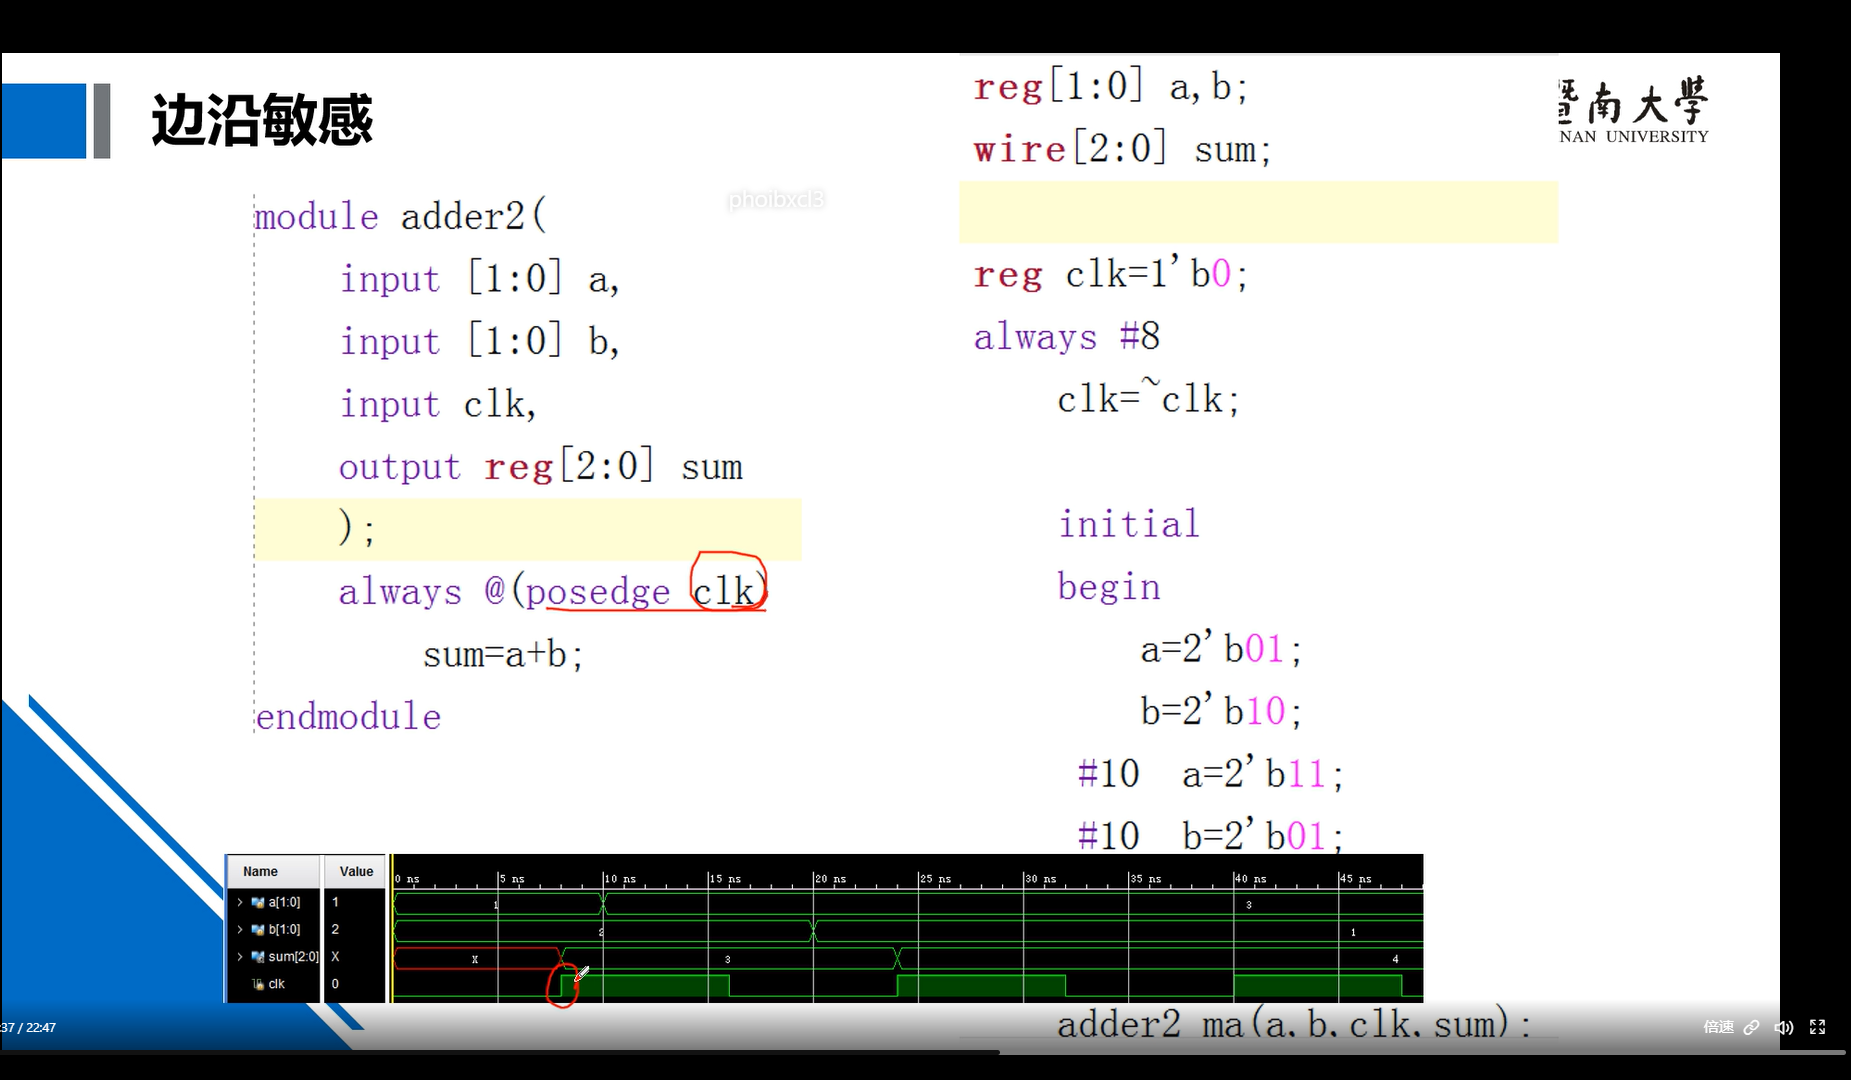 边沿敏感
暨南大學
NAN UNIVERSITY
phoibxcl3
module adder2(
input [1:0] a,
input [1:0] b,
input clk,
output reg[2:0] sum
);
always @(posedge clk)
sum=a+b;
endmodule
reg[1:0] a,b;
wire[2:0] sum;
reg clk=1'b0;
always #8
clk=~clk;
initial
begin
a=2'b01;
b=2'b10;
#10 a=2'b11;
#10 b=2'b01;
Name Value 0 ns 5 ns 10 ns 15 ns 20 ns 25 ns 30 ns 35 ns 40 ns 45 ns
a[1:0] 1 1 3
b[1:0] 2 2 1
sum[2:0] X X 3 4
clk 0
adder2 ma(a,b,clk,sum);
37 / 22:47
倍速